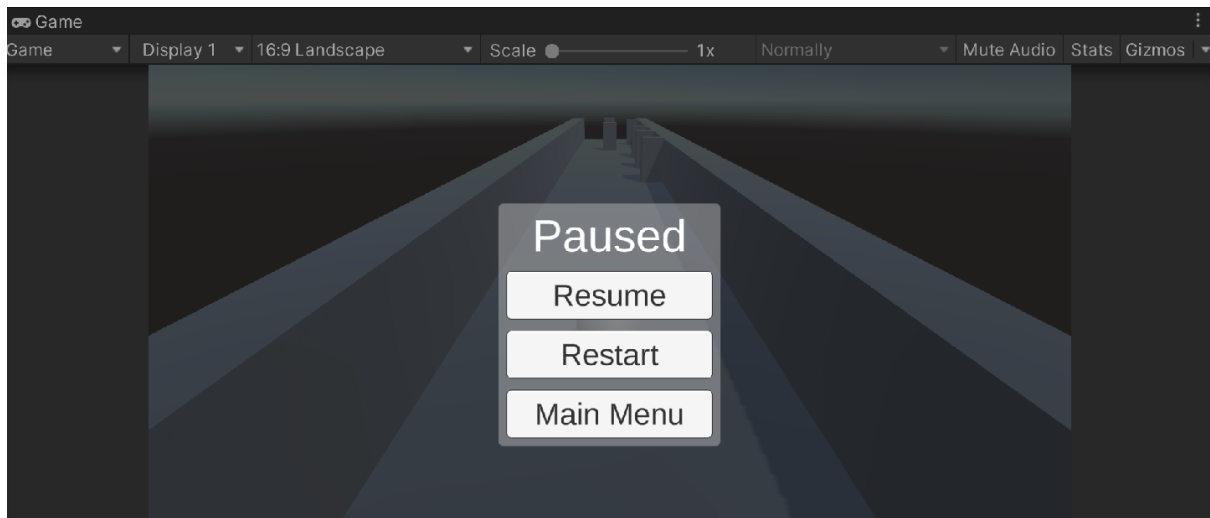 Game
Game Display 1 16:9 Landscape Scale 1x Normally Mute Audio Stats Gizmos
Paused
Resume
Restart
Main Menu